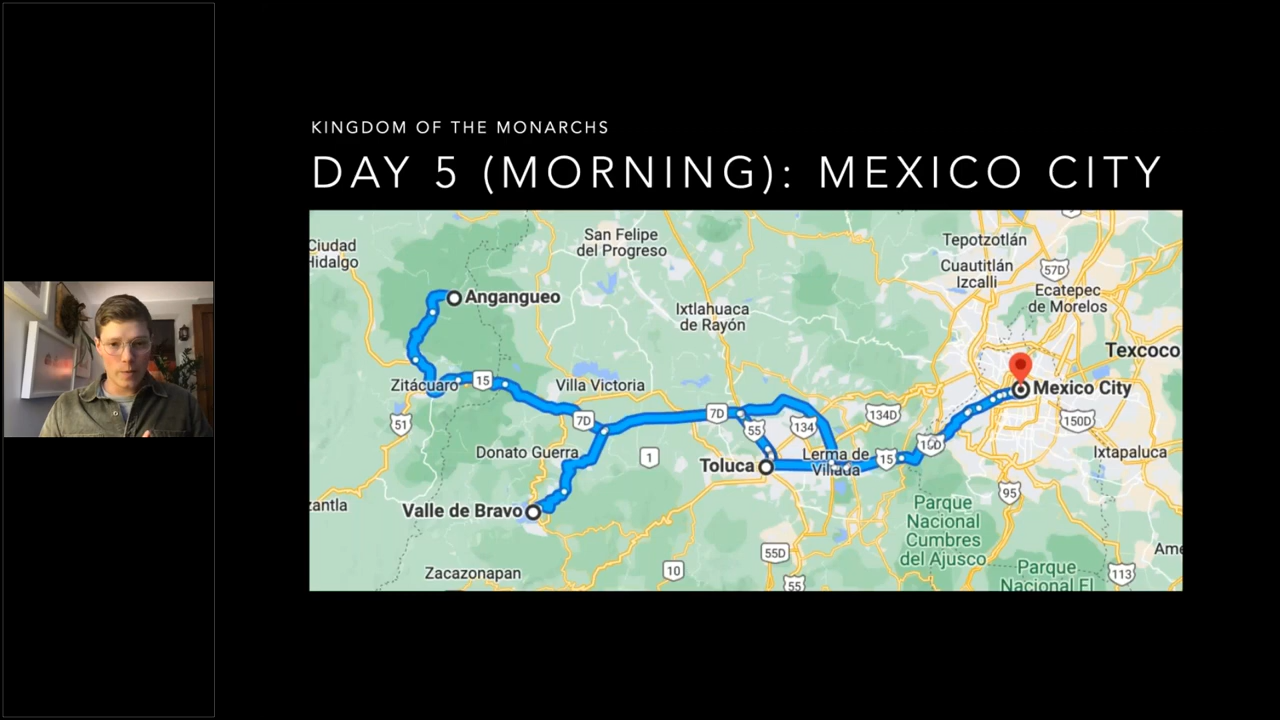 KINGDOM OF THE MONARCHS
DAY 5 (MORNING): MEXICO CITY
Ciudad
Hidalgo
San Felipe
del Progreso
Tepotzotlán
Cuautitlán
Izcalli
57D
Ecatepec
de Morelos
Angangueo
Ixtlahuaca
de Rayón
Texcoco
Zitácuaro
15
Villa Victoria
Mexico City
51
7D
7D
55
134
134D
150D
Donato Guerra
1
Toluca
Lerma de
Villada
15
Ixtapaluca
95
zantla
Valle de Bravo
Parque
Nacional
Cumbres
del Ajusco
Zacazonapan
10
55D
55
Ame
Parque
Nacional El
113